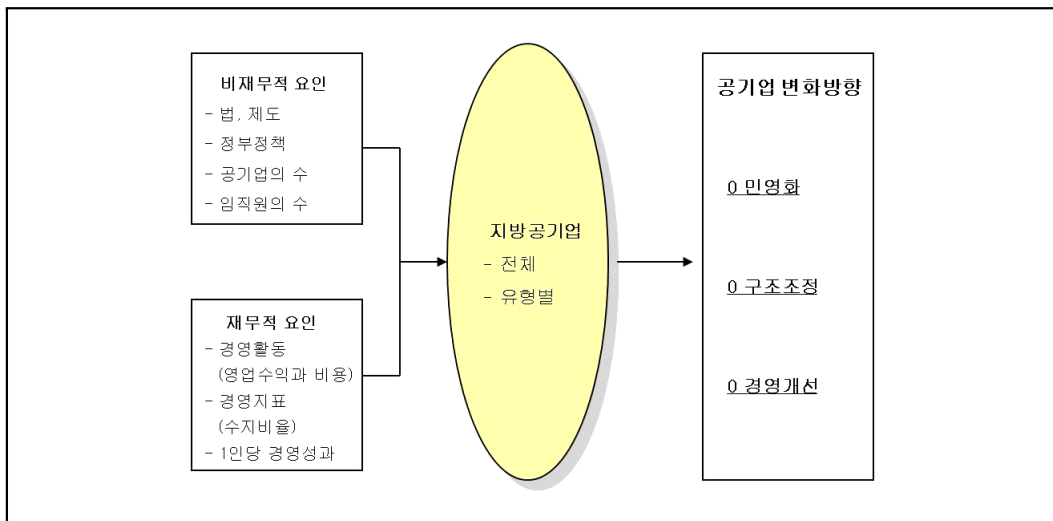 비재무적 요인
- 법, 제도
- 정부정책
- 공기업의 수
- 임직원의 수
재무적 요인
- 경영활동
(영업수익과 비용)
- 경영지표
(수지비율)
- 1인당 경영성과
지방공기업
- 전체
- 유형별
공기업 변화방향
0 민영화
0 구조조정
0 경영개선